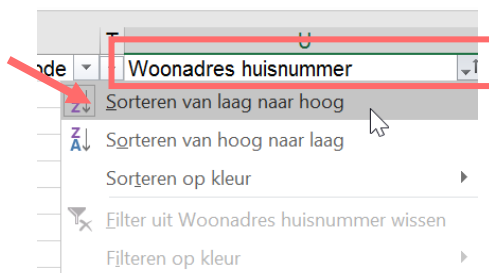 T U
ode Woonadres huisnummer
Sorteren van laag naar hoog
Sorteren van hoog naar laag
Sorteren op kleur
Filter uit Woonadres huisnummer wissen
Filteren op kleur